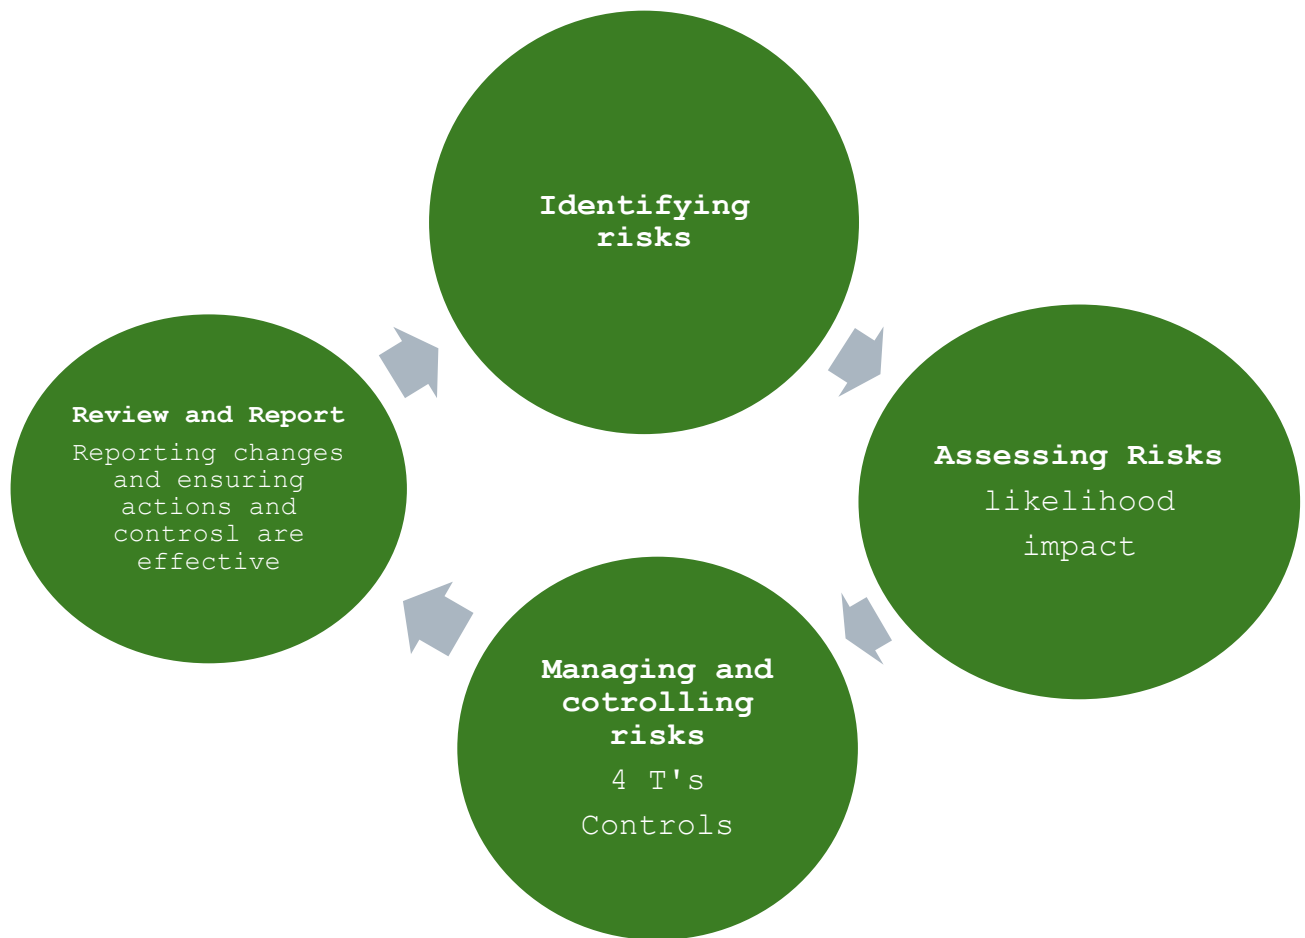 Identifying
risks
Assessing Risks
likelihood
impact
Managing and
cotrolling
risks
4 T's
Controls
Review and Report
Reporting changes
and ensuring
actions and
controsl are
effective